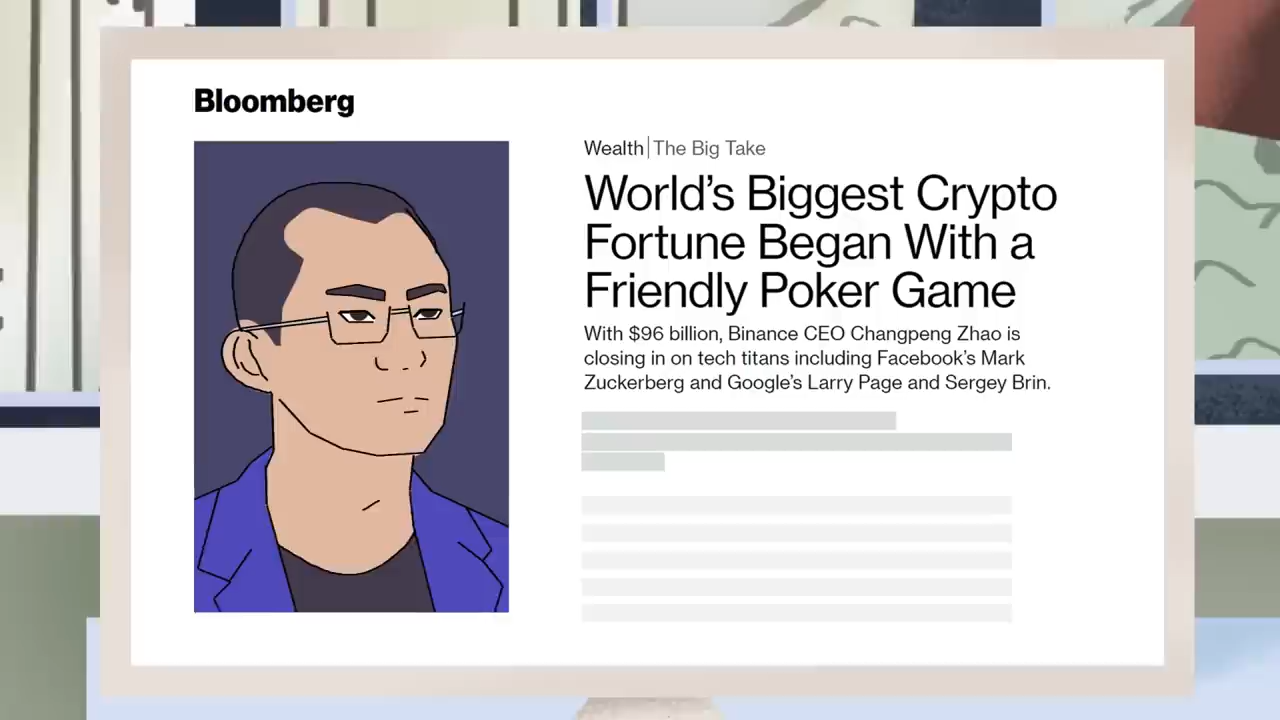 Bloomberg
Wealth|The Big Take
World’s Biggest Crypto
Fortune Began With a
Friendly Poker Game
With $96 billion, Binance CEO Changpeng Zhao is
closing in on tech titans including Facebook’s Mark
Zuckerberg and Google’s Larry Page and Sergey Brin.